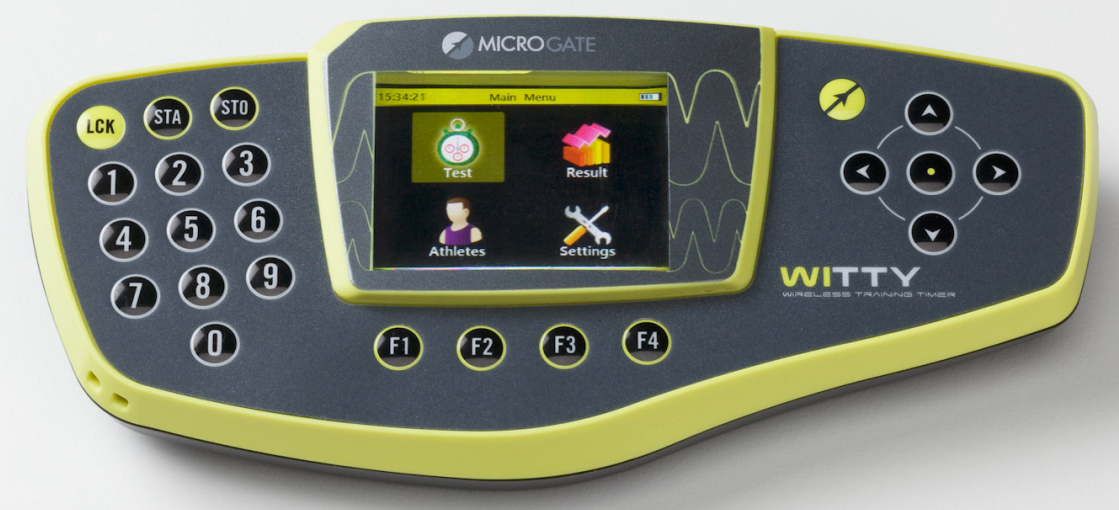 MICROGATE
15:34:21 Main Menu
Test Result
Athletes Settings
LCK STA STO
1 2 3
4 5 6
7 8 9
0
F1 F2 F3 F4
WITTY
WIRELESS TRAINING TIMER